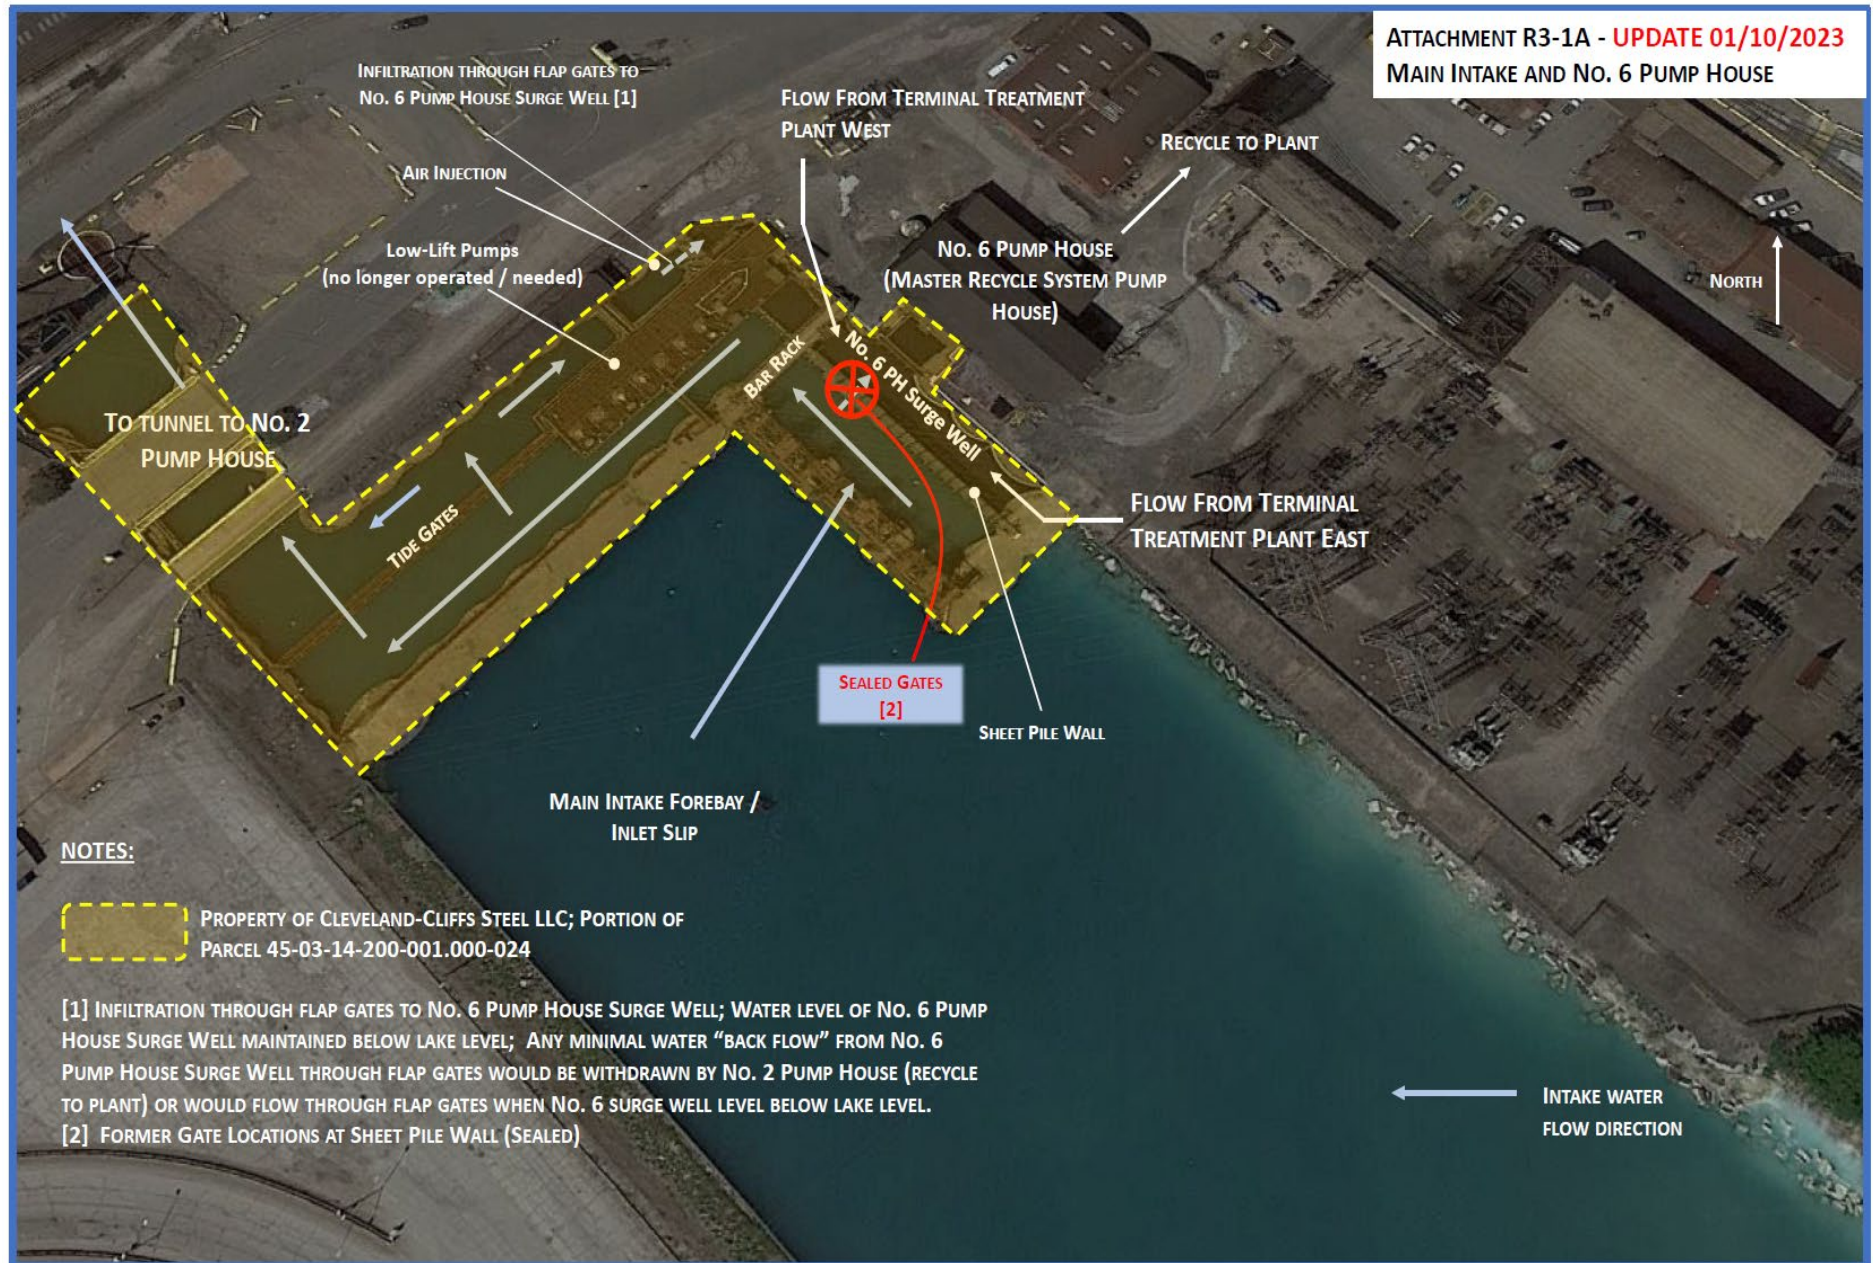 ATTACHMENT R3-1A - UPDATE 01/10/2023
MAIN INTAKE AND NO. 6 PUMP HOUSE
INFILTRATION THROUGH FLAP GATES TO
NO. 6 PUMP HOUSE SURGE WELL [1]
FLOW FROM TERMINAL TREATMENT
PLANT WEST
RECYCLE TO PLANT
AIR INJECTION
Low-Lift Pumps
(no longer operated / needed)
NO. 6 PUMP HOUSE
(MASTER RECYCLE SYSTEM PUMP
HOUSE)
NORTH
BAR RACK
No. 6 PH Surge Well
TO TUNNEL TO NO. 2
PUMP HOUSE
TIDE GATES
FLOW FROM TERMINAL
TREATMENT PLANT EAST
SEALED GATES
[2]
SHEET PILE WALL
MAIN INTAKE FOREBAY /
INLET SLIP
NOTES:
PROPERTY OF CLEVELAND-CLIFFS STEEL LLC; PORTION OF
PARCEL 45-03-14-200-001.000-024
[1] INFILTRATION THROUGH FLAP GATES TO NO. 6 PUMP HOUSE SURGE WELL; WATER LEVEL OF NO. 6 PUMP
HOUSE SURGE WELL MAINTAINED BELOW LAKE LEVEL; ANY MINIMAL WATER “BACK FLOW” FROM NO. 6
PUMP HOUSE SURGE WELL THROUGH FLAP GATES WOULD BE WITHDRAWN BY NO. 2 PUMP HOUSE (RECYCLE
TO PLANT) OR WOULD FLOW THROUGH FLAP GATES WHEN NO. 6 SURGE WELL LEVEL BELOW LAKE LEVEL.
[2] FORMER GATE LOCATIONS AT SHEET PILE WALL (SEALED)
INTAKE WATER
FLOW DIRECTION